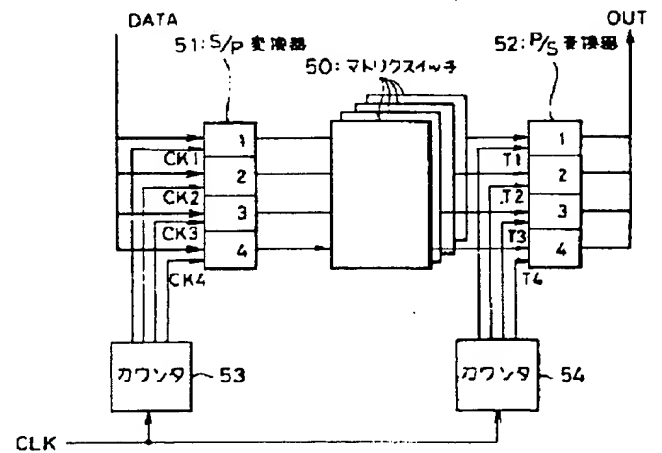 DATA
OUT
51:S/P変換器
50:マトリクスイッチ
52:P/S変換器
1
2
3
4
CK1
CK2
CK3
CK4
1
2
3
4
T1
T2
T3
T4
カウンタ
53
カウンタ
54
CLK